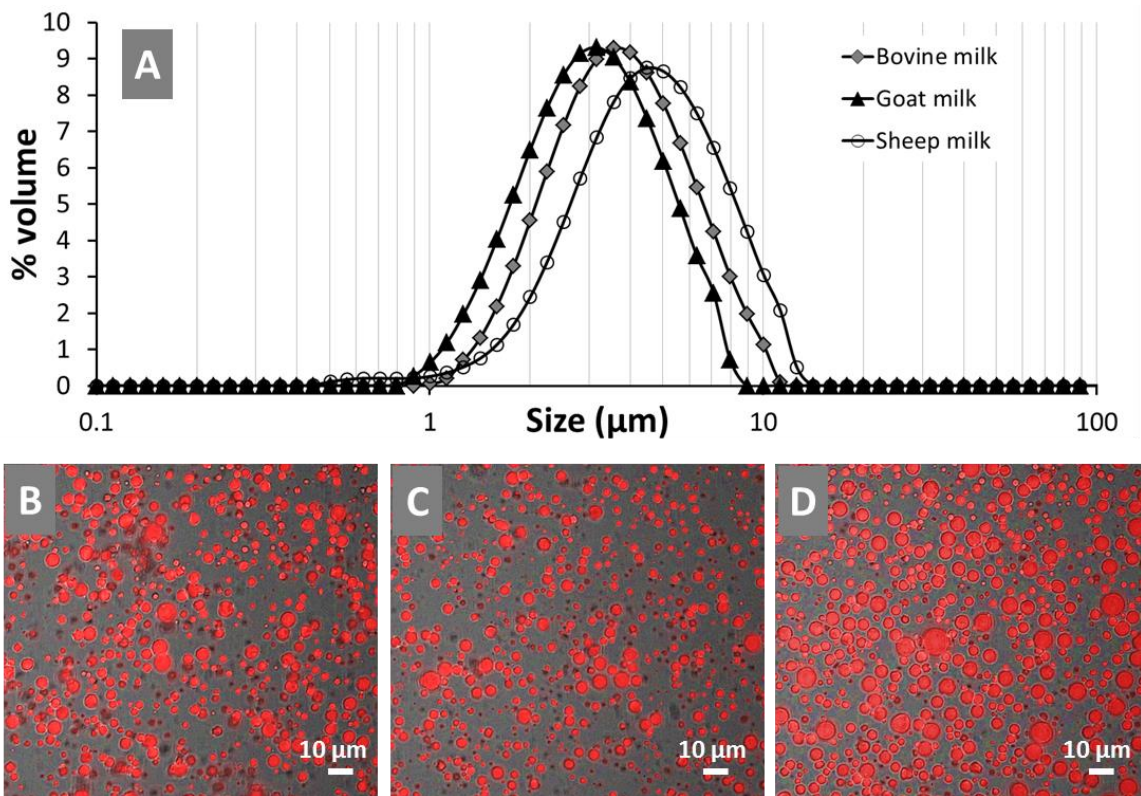 10
9
8
7
6
5
4
3
2
1
0
% volume
A
Bovine milk
Goat milk
Sheep milk
0.1
1
Size (µm)
10
100
B
10 µm
C
10 µm
D
10 µm